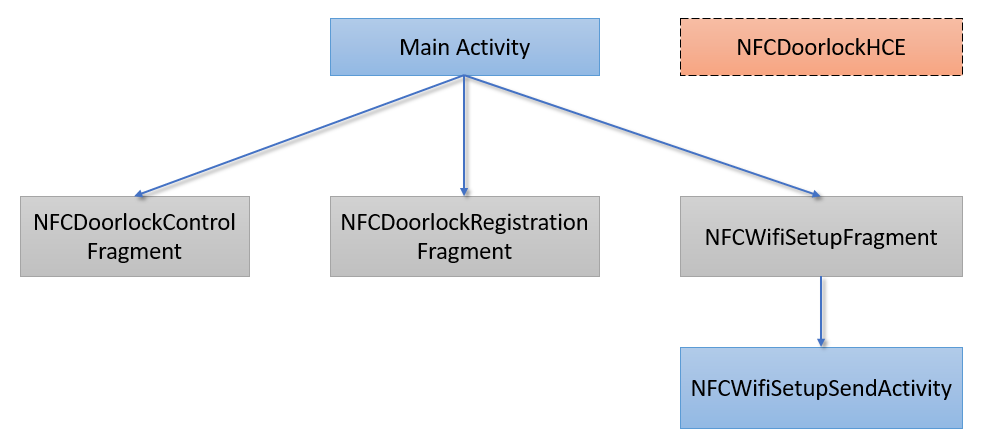 Main Activity
NFCDoorlockHCE
NFCDoorlockControl
Fragment
NFCDoorlockRegistration
Fragment
NFCWifiSetupFragment
NFCWifiSetupSendActivity